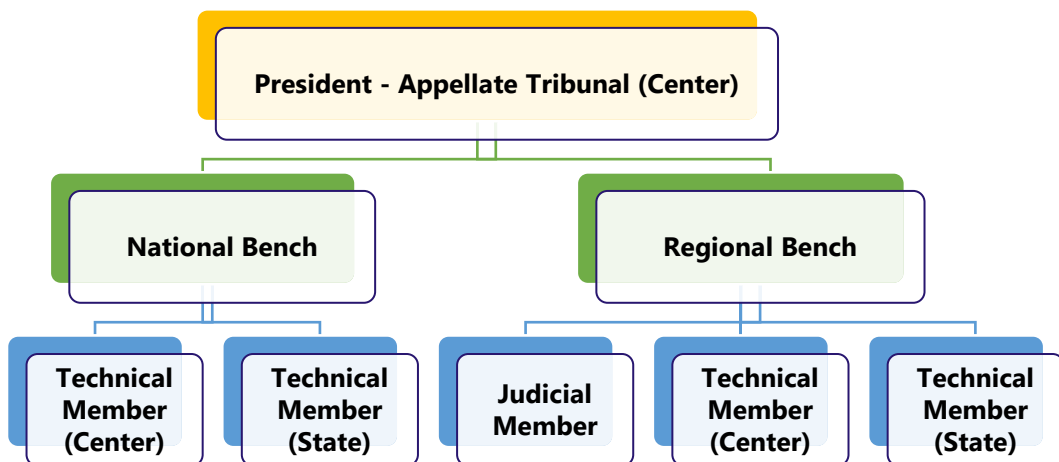 President - Appellate Tribunal (Center)
National Bench
Regional Bench
Technical
Member
(Center)
Technical
Member
(State)
Judicial
Member
Technical
Member
(Center)
Technical
Member
(State)